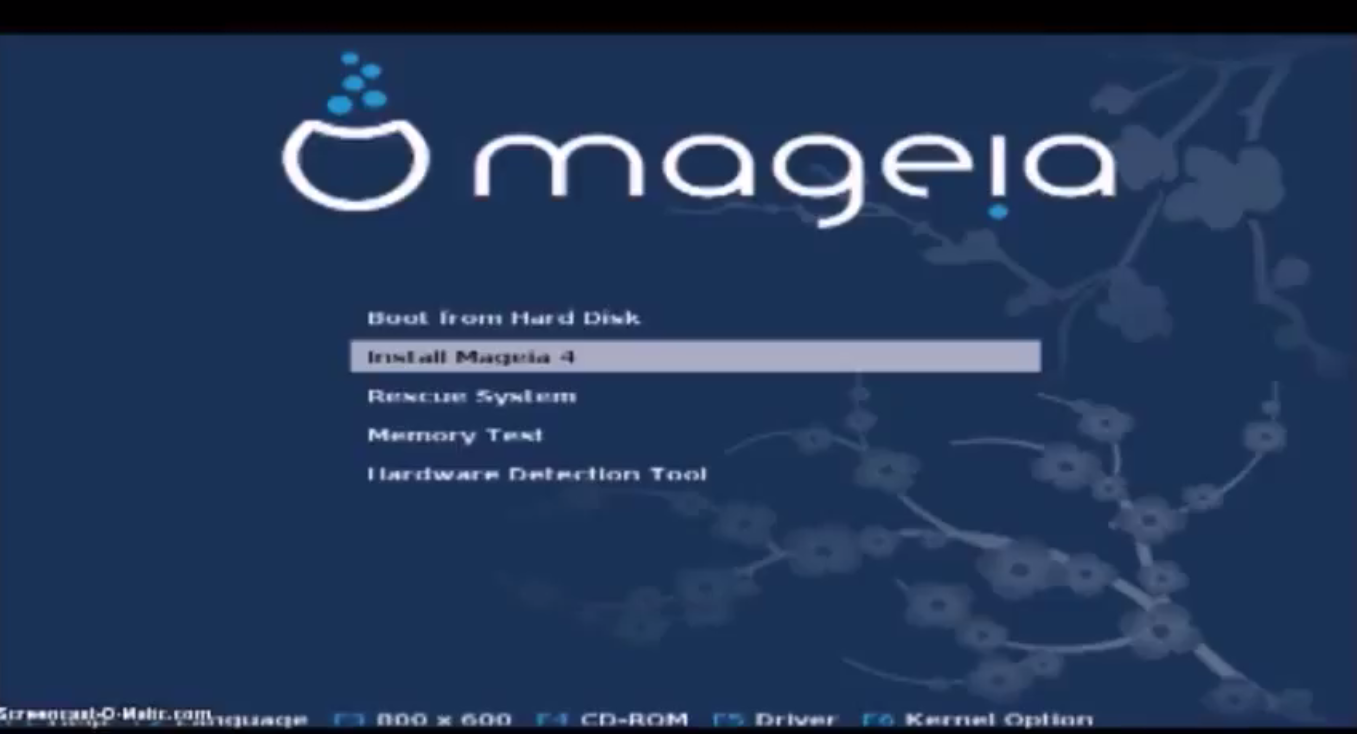 mageia
Boot from Hard Disk
Install Mageia 4
Rescue System
Memory Test
Hardware Detection Tool
Screencast-O-Matic.com
F3 800 x 600 F4 CD-ROM F5 Driver F6 Kernel Option